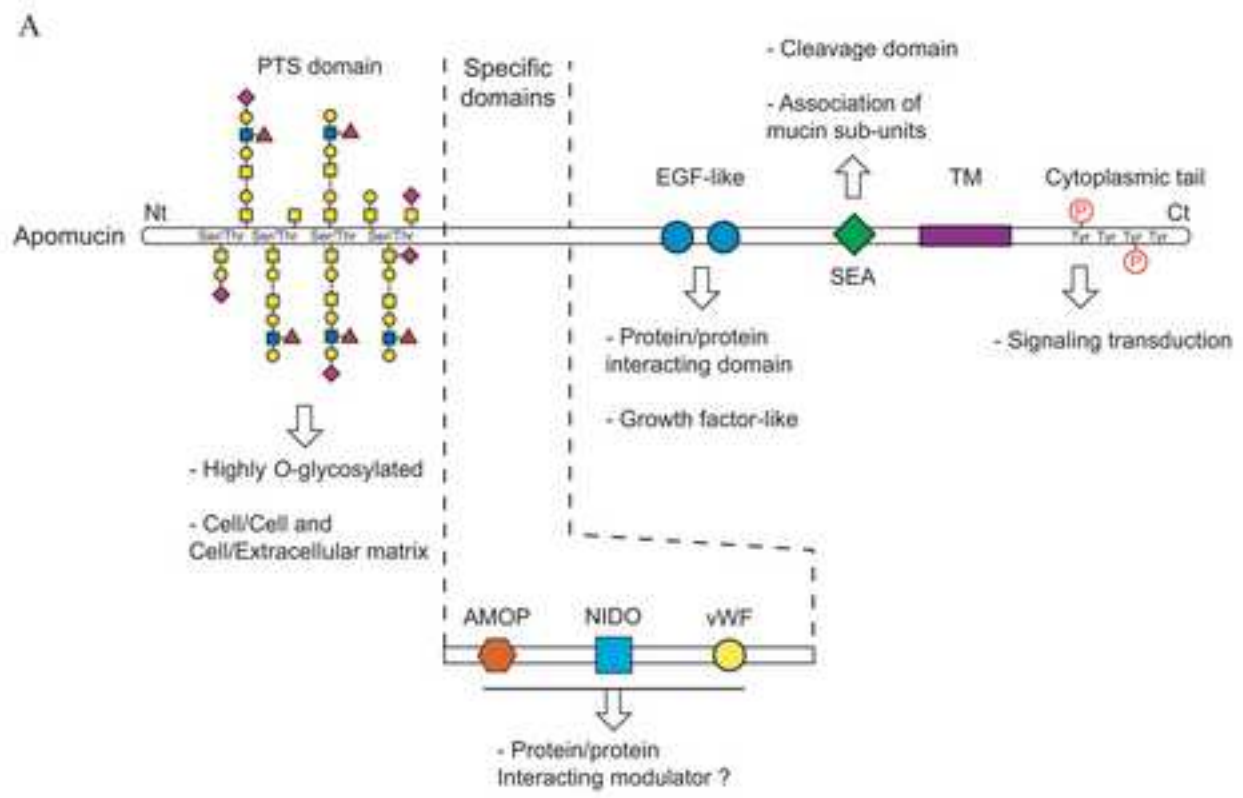 A
PTS domain
Specific
domains
- Cleavage domain
- Association of
mucin sub-units
EGF-like
TM
Cytoplasmic tail
Nt
P
Ct
Apomucin
Ser/Thr Ser/Thr Ser/Thr Ser/Thr
Tyr Tyr Tyr Tyr
P
SEA
- Protein/protein
interacting domain
- Growth factor-like
- Signaling transduction
- Highly O-glycosylated
- Cell/Cell and
Cell/Extracellular matrix
AMOP
NIDO
vWF
- Protein/protein
Interacting modulator ?